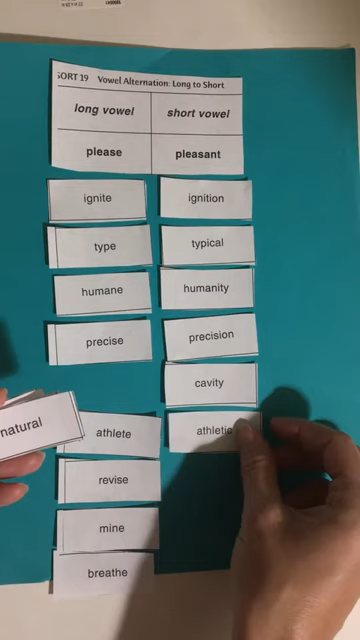 SORT 19 Vowel Alternation: Long to Short
long vowel short vowel
please pleasant
ignite ignition
type typical
humane humanity
precise precision
cavity
natural
athlete athletic
revise
mine
breathe